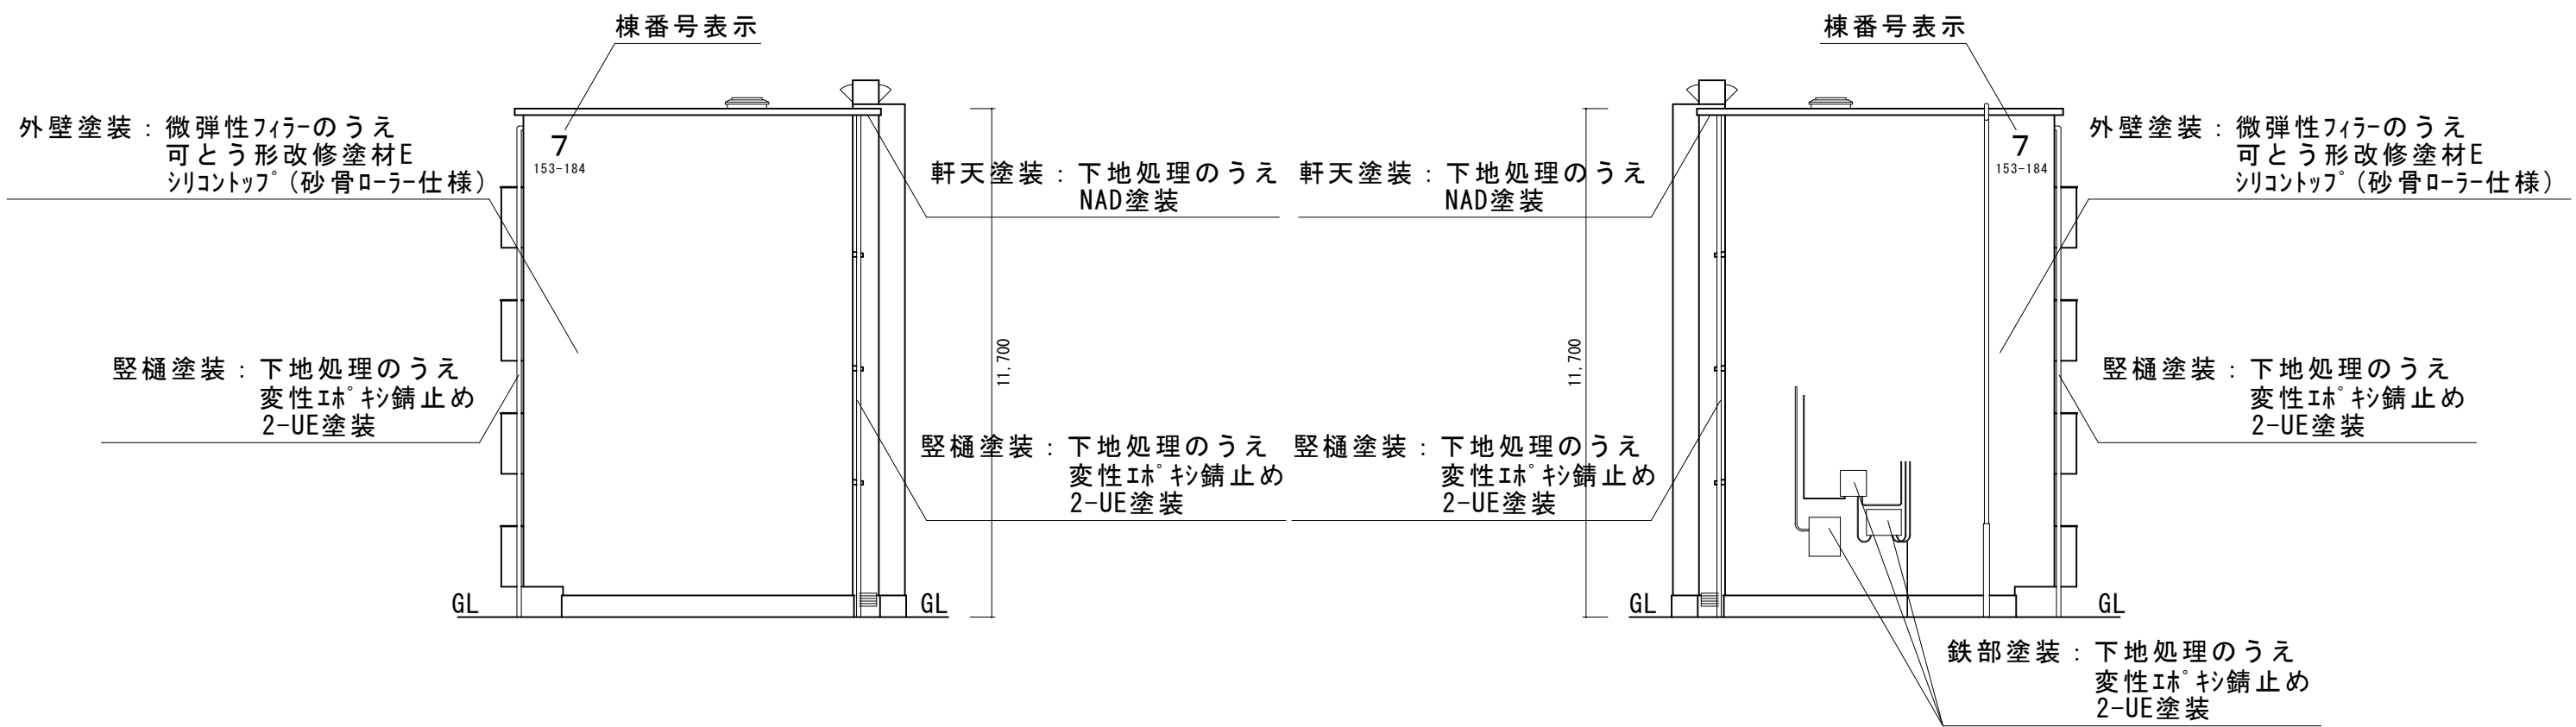 棟番号表示
外壁塗装：微弾性ﾌｨﾗｰのうえ
可とう形改修塗材E
ｼﾘｺﾝﾄｯﾌﾟ（砂骨ﾛｰﾗｰ仕様）
7
153-184
軒天塗装：下地処理のうえ
NAD塗装
竪樋塗装：下地処理のうえ
変性ｴﾎﾟｷｼ錆止め
2-UE塗装
竪樋塗装：下地処理のうえ
変性ｴﾎﾟｷｼ錆止め
2-UE塗装
11,700
GL
GL
棟番号表示
軒天塗装：下地処理のうえ
NAD塗装
7
153-184
外壁塗装：微弾性ﾌｨﾗｰのうえ
可とう形改修塗材E
ｼﾘｺﾝﾄｯﾌﾟ（砂骨ﾛｰﾗｰ仕様）
11,700
竪樋塗装：下地処理のうえ
変性ｴﾎﾟｷｼ錆止め
2-UE塗装
竪樋塗装：下地処理のうえ
変性ｴﾎﾟｷｼ錆止め
2-UE塗装
GL
GL
鉄部塗装：下地処理のうえ
変性ｴﾎﾟｷｼ錆止め
2-UE塗装